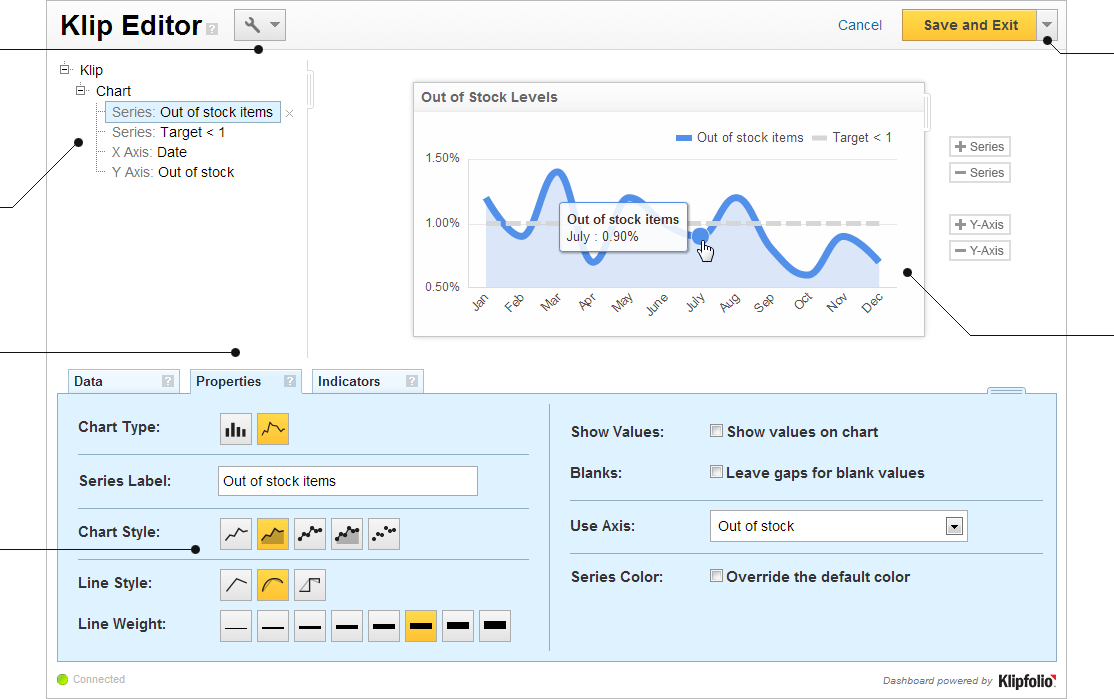 Klip Editor ?
Cancel
Save and Exit
Klip
Chart
Series: Out of stock items
Series: Target < 1
X Axis: Date
Y Axis: Out of stock
Out of Stock Levels
Out of stock items
Target < 1
1.50%
1.00%
0.50%
Out of stock items
July : 0.90%
Jan
Feb
Mar
Apr
May
June
July
Aug
Sep
Oct
Nov
Dec
+ Series
− Series
+ Y-Axis
− Y-Axis
Data ?
Properties ?
Indicators ?
Chart Type:
Series Label:
Out of stock items
Chart Style:
Line Style:
Line Weight:
Show Values:
Show values on chart
Blanks:
Leave gaps for blank values
Use Axis:
Out of stock
Series Color:
Override the default color
Connected
Dashboard powered by Klipfolio